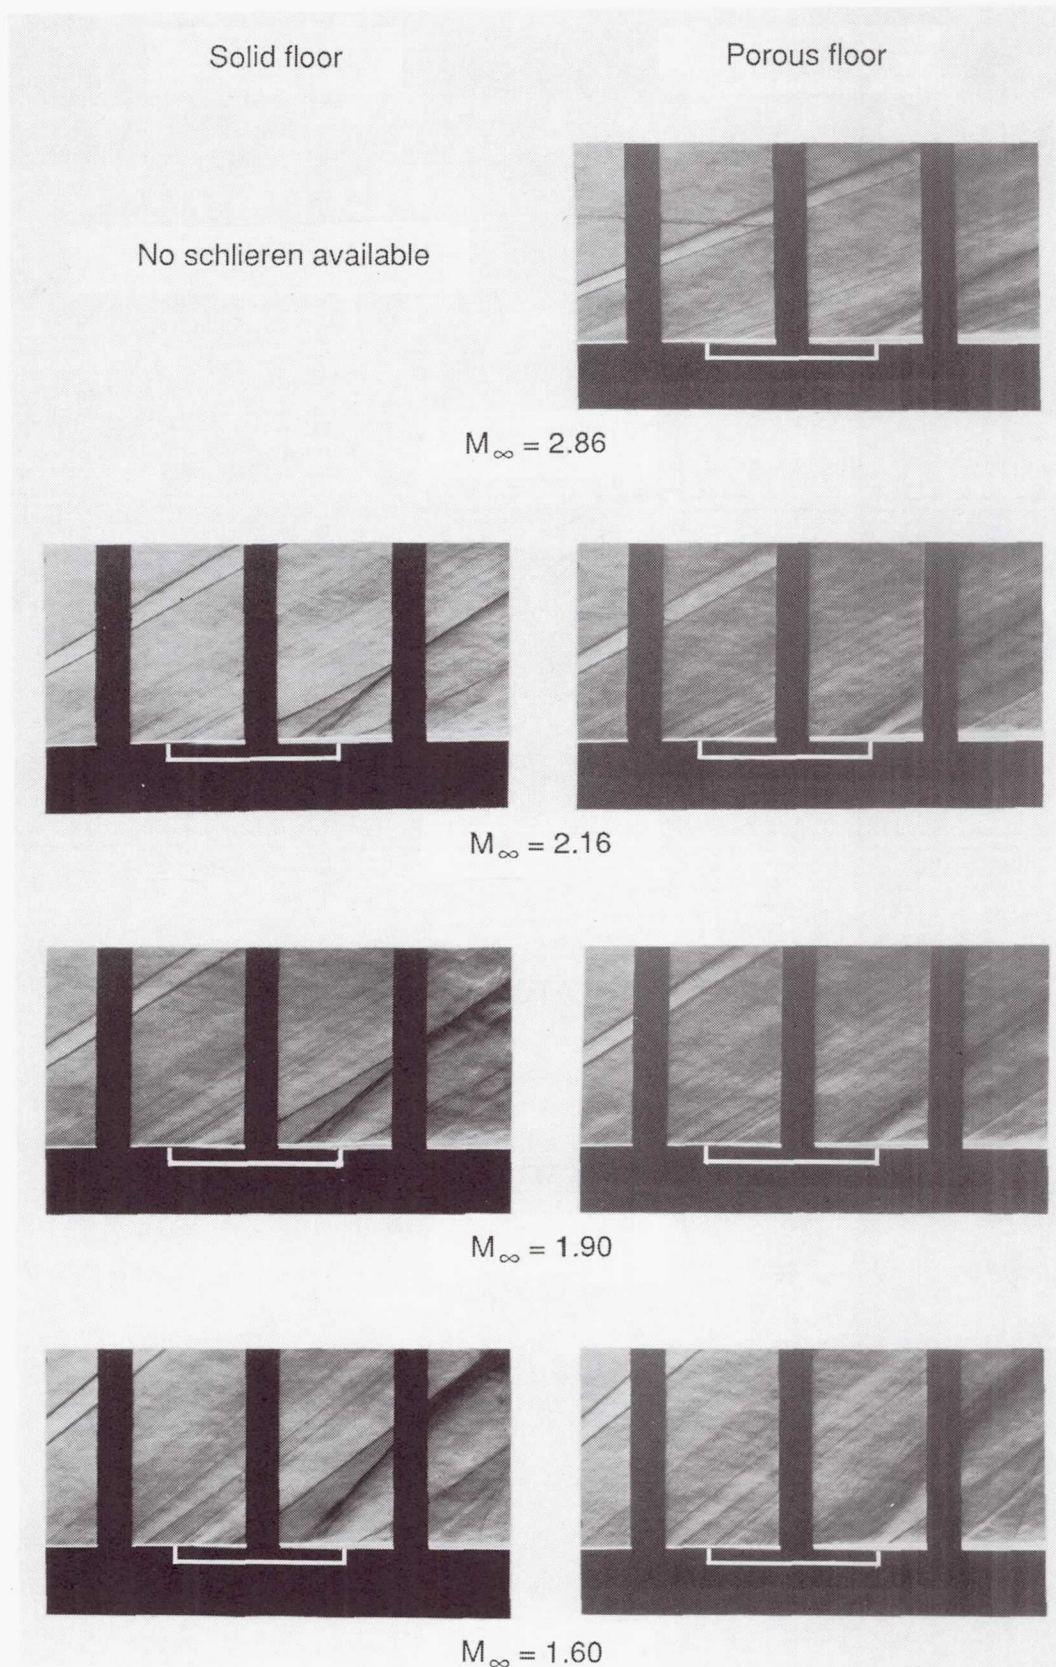 Solid floor
Porous floor
No schlieren available
M∞ = 2.86
M∞ = 2.16
M∞ = 1.90
M∞ = 1.60